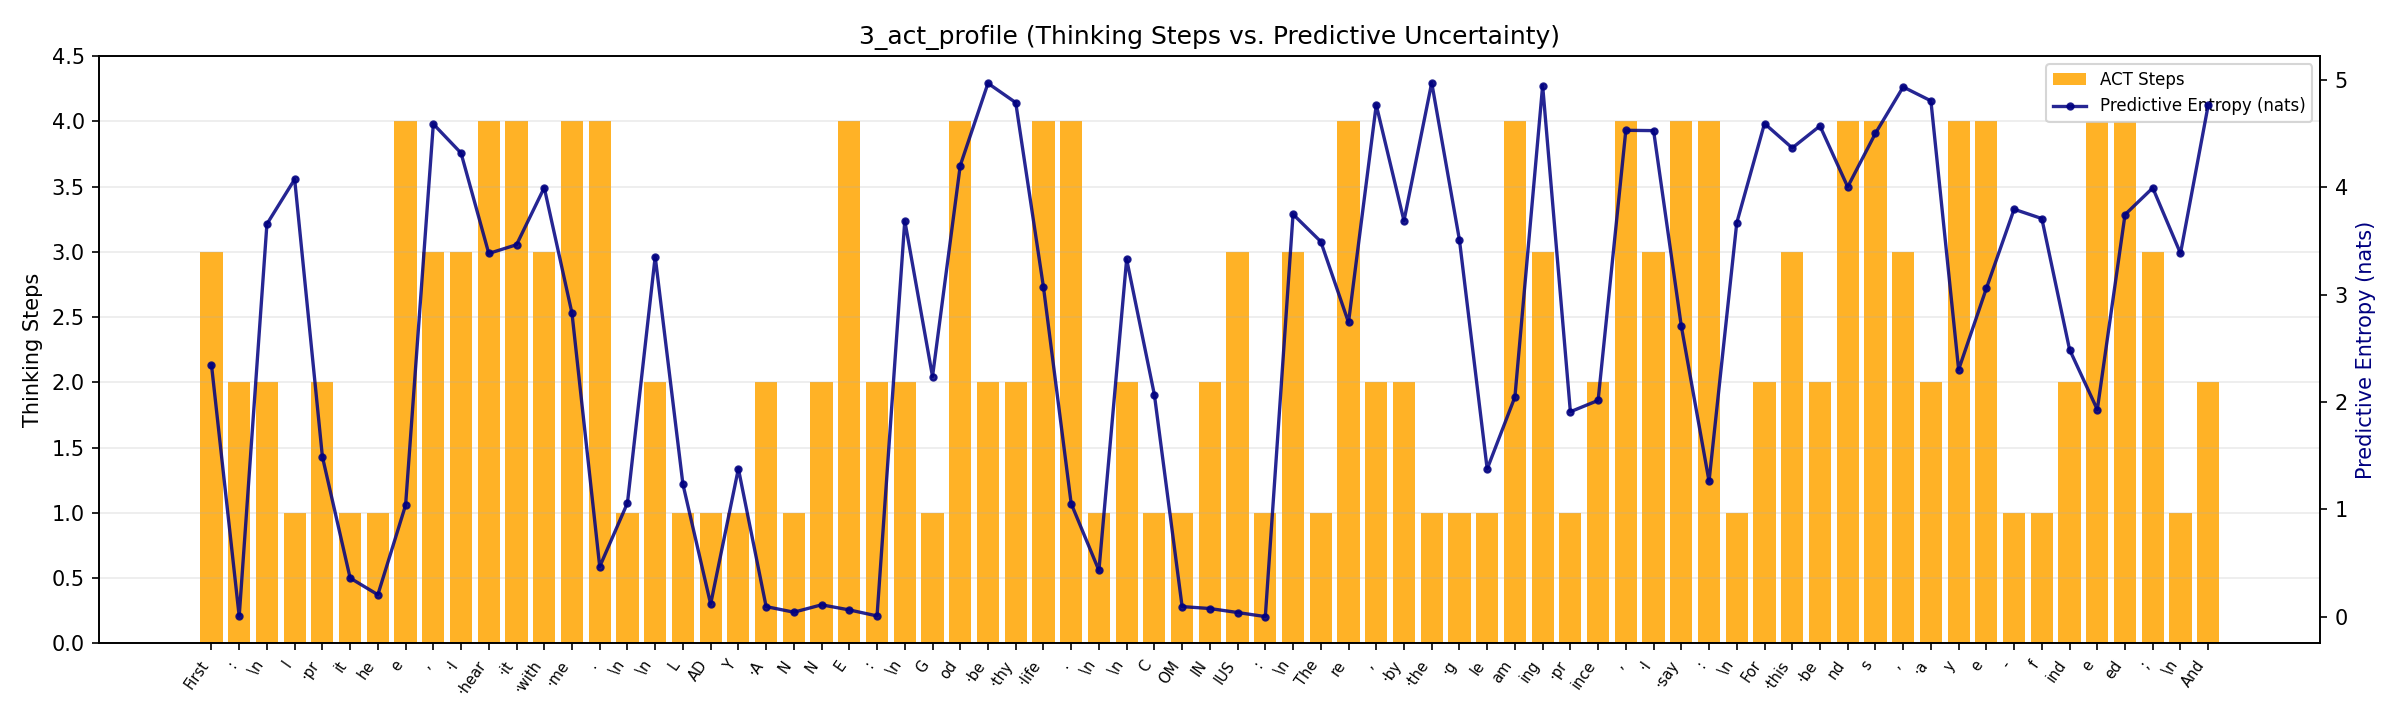 3_act_profile (Thinking Steps vs. Predictive Uncertainty)
4.5
4.0
3.5
3.0
2.5
2.0
1.5
1.0
0.5
0.0
Thinking Steps
ACT Steps
Predictive Entropy (nats)
5
4
3
2
1
0
Predictive Entropy (nats)
First : \n I ·pr it he e , ·I ·hear ·it ·with ·me . \n \n L AD Y ·A N N E : \n G od ·be ·thy ·life . \n \n C OM IN IUS : \n The re , ·by ·the ·g le am ing ·pr ince , ·I ·say : \n For ·this ·be nd s , ·a y e - f ind e ed ; \n And